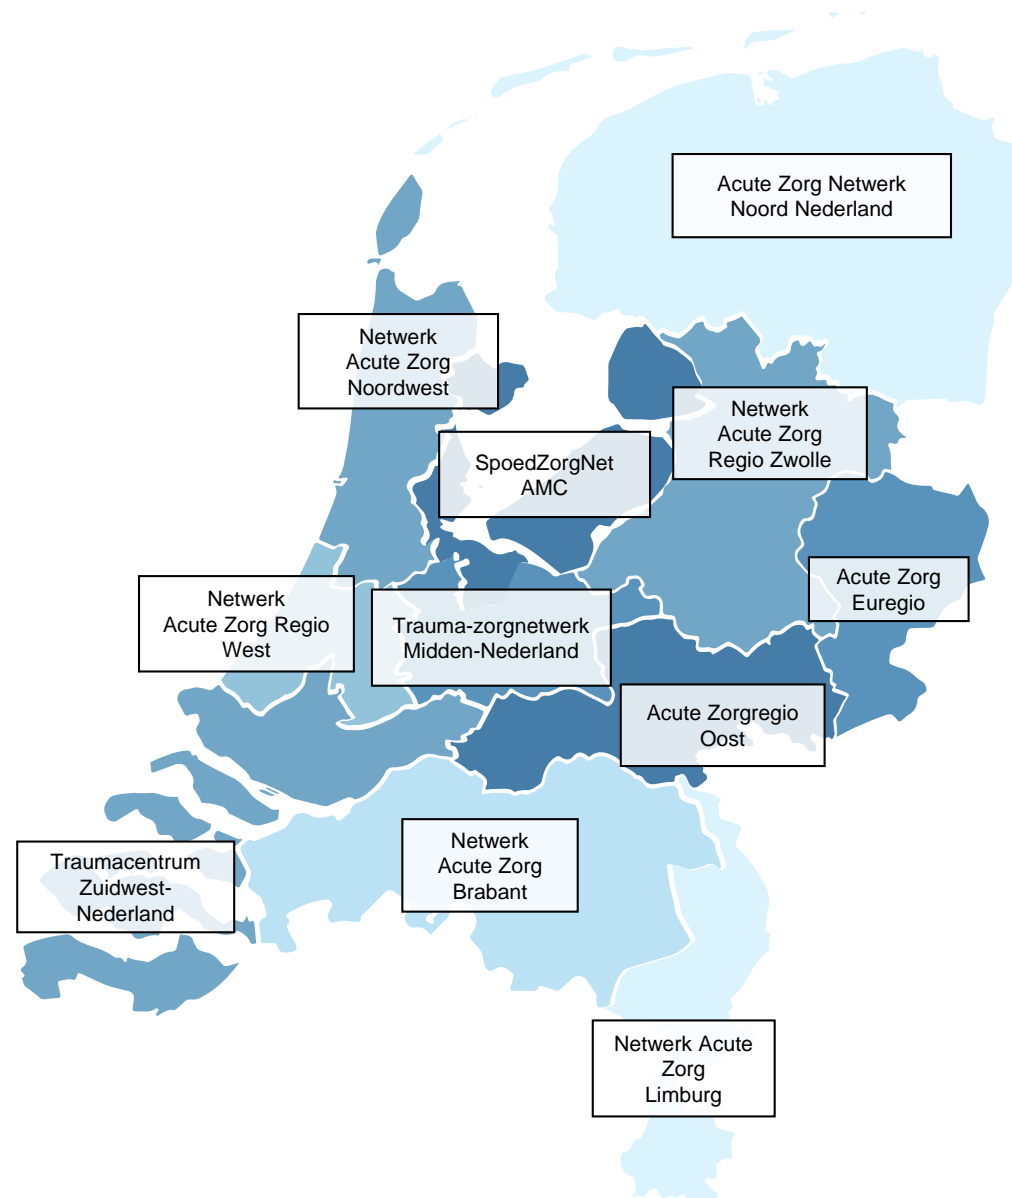 Acute Zorg Netwerk
Noord Nederland
Netwerk
Acute Zorg
Noordwest
Netwerk
Acute Zorg
Regio Zwolle
SpoedZorgNet
AMC
Acute Zorg
Euregio
Netwerk
Acute Zorg Regio
West
Trauma-zorgnetwerk
Midden-Nederland
Acute Zorgregio
Oost
Netwerk
Acute Zorg
Brabant
Traumacentrum
Zuidwest-
Nederland
Netwerk Acute
Zorg
Limburg